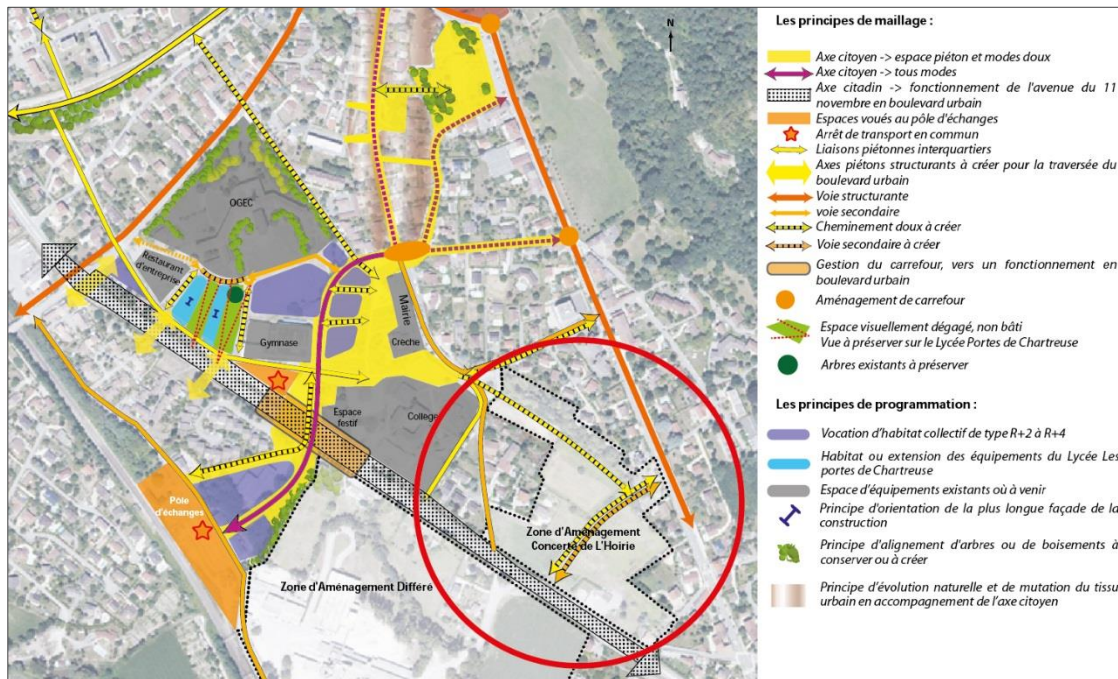 N
OGEC
Restaurant
d'entreprise
I
I
Gymnase
Mairie
Crèche
Espace
festif
Collège
Pôle
d'échanges
Zone d'Aménagement
Concerté de L'Hoirie
Zone d'Aménagement Différé
Les principes de maillage :
Axe citoyen -> espace piéton et modes doux
Axe citoyen -> tous modes
Axe citadin -> fonctionnement de l'avenue du 11
novembre en boulevard urbain
Espaces voués au pôle d'échanges
Arrêt de transport en commun
Liaisons piétonnes interquartiers
Axes piétons structurants à créer pour la traversée du
boulevard urbain
Voie structurante
voie secondaire
Cheminement doux à créer
Voie secondaire à créer
Gestion du carrefour, vers un fonctionnement en
boulevard urbain
Aménagement de carrefour
Espace visuellement dégagé, non bâti
Vue à préserver sur le Lycée Portes de Chartreuse
Arbres existants à préserver
Les principes de programmation :
Vocation d'habitat collectif de type R+2 à R+4
Habitat ou extension des équipements du Lycée Les
portes de Chartreuse
Espace d'équipements existants où à venir
Principe d'orientation de la plus longue façade de la
construction
Principe d'alignement d'arbres ou de boisements à
conserver ou à créer
Principe d'évolution naturelle et de mutation du tissu
urbain en accompagnement de l'axe citoyen